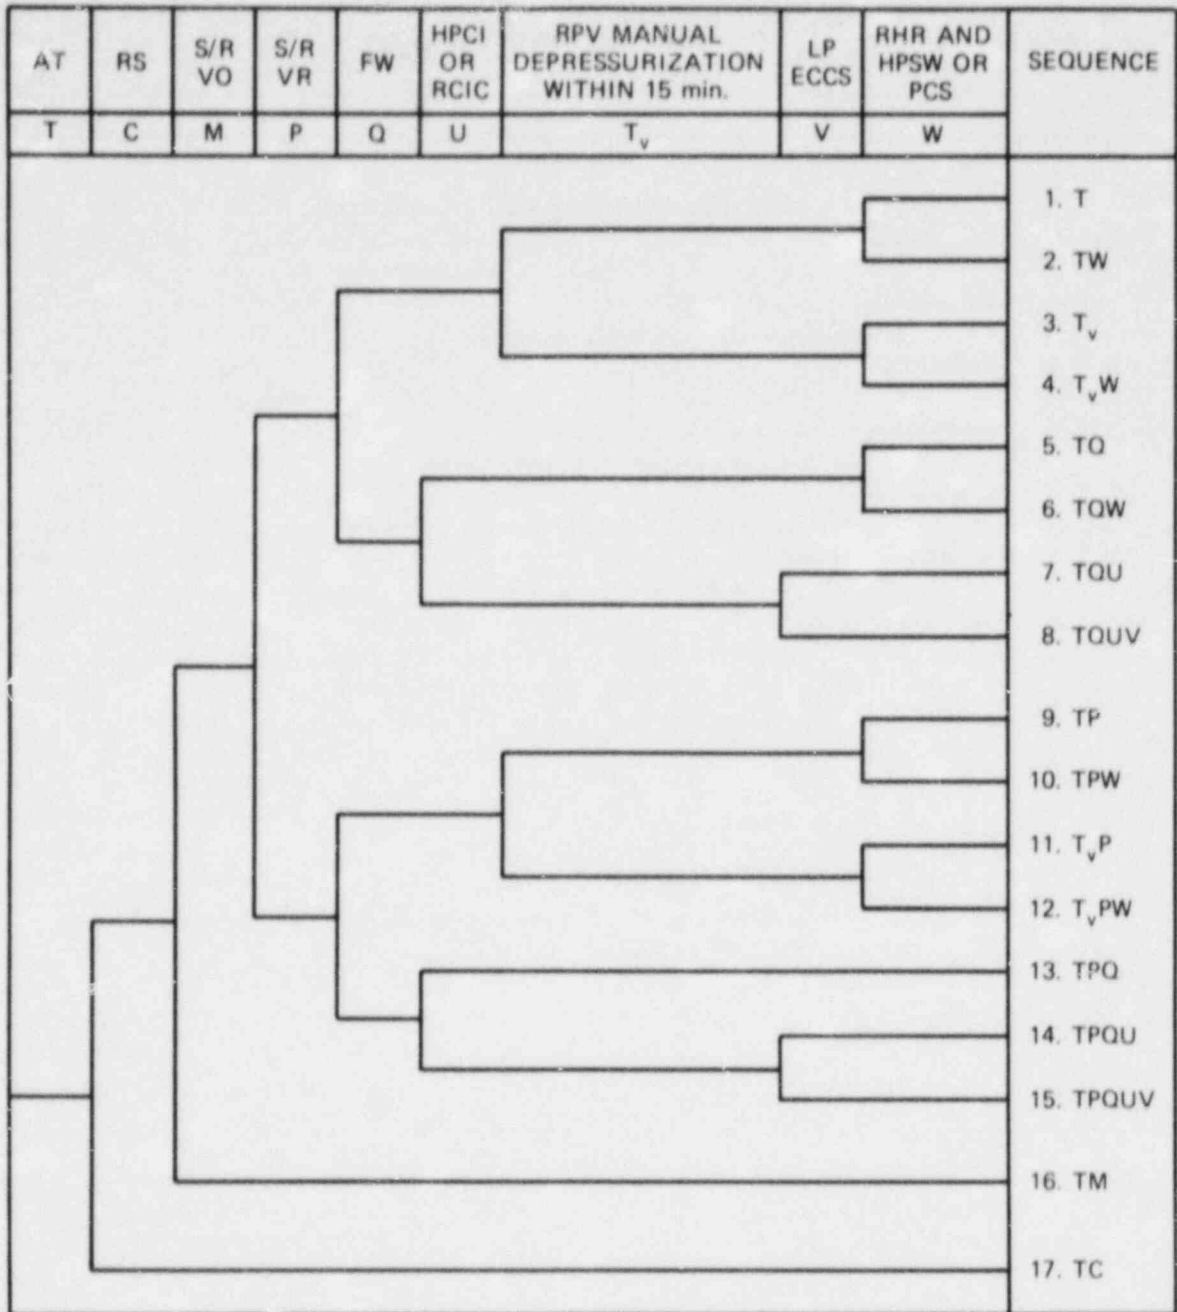 AT
RS
S/R
VO
S/R
VR
FW
HPCI
OR
RCIC
RPV MANUAL
DEPRESSURIZATION
WITHIN 15 min.
LP
ECCS
RHR AND
HPSW OR
PCS
SEQUENCE
T
C
M
P
Q
U
Tv
V
W
1. T
2. TW
3. Tv
4. TvW
5. TQ
6. TQW
7. TQU
8. TQUV
9. TP
10. TPW
11. TvP
12. TvPW
13. TPQ
14. TPQU
15. TPQUV
16. TM
17. TC